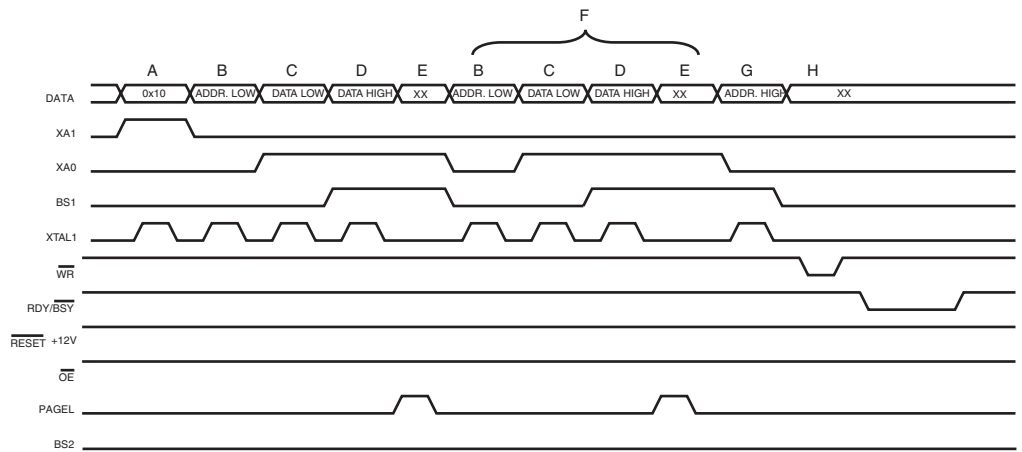 F
A B C D E B C D E G H
DATA 0x10 ADDR. LOW DATA LOW DATA HIGH XX ADDR. LOW DATA LOW DATA HIGH XX ADDR. HIGH XX
XA1
XA0
BS1
XTAL1
WR
RDY/BSY
RESET +12V
OE
PAGEL
BS2